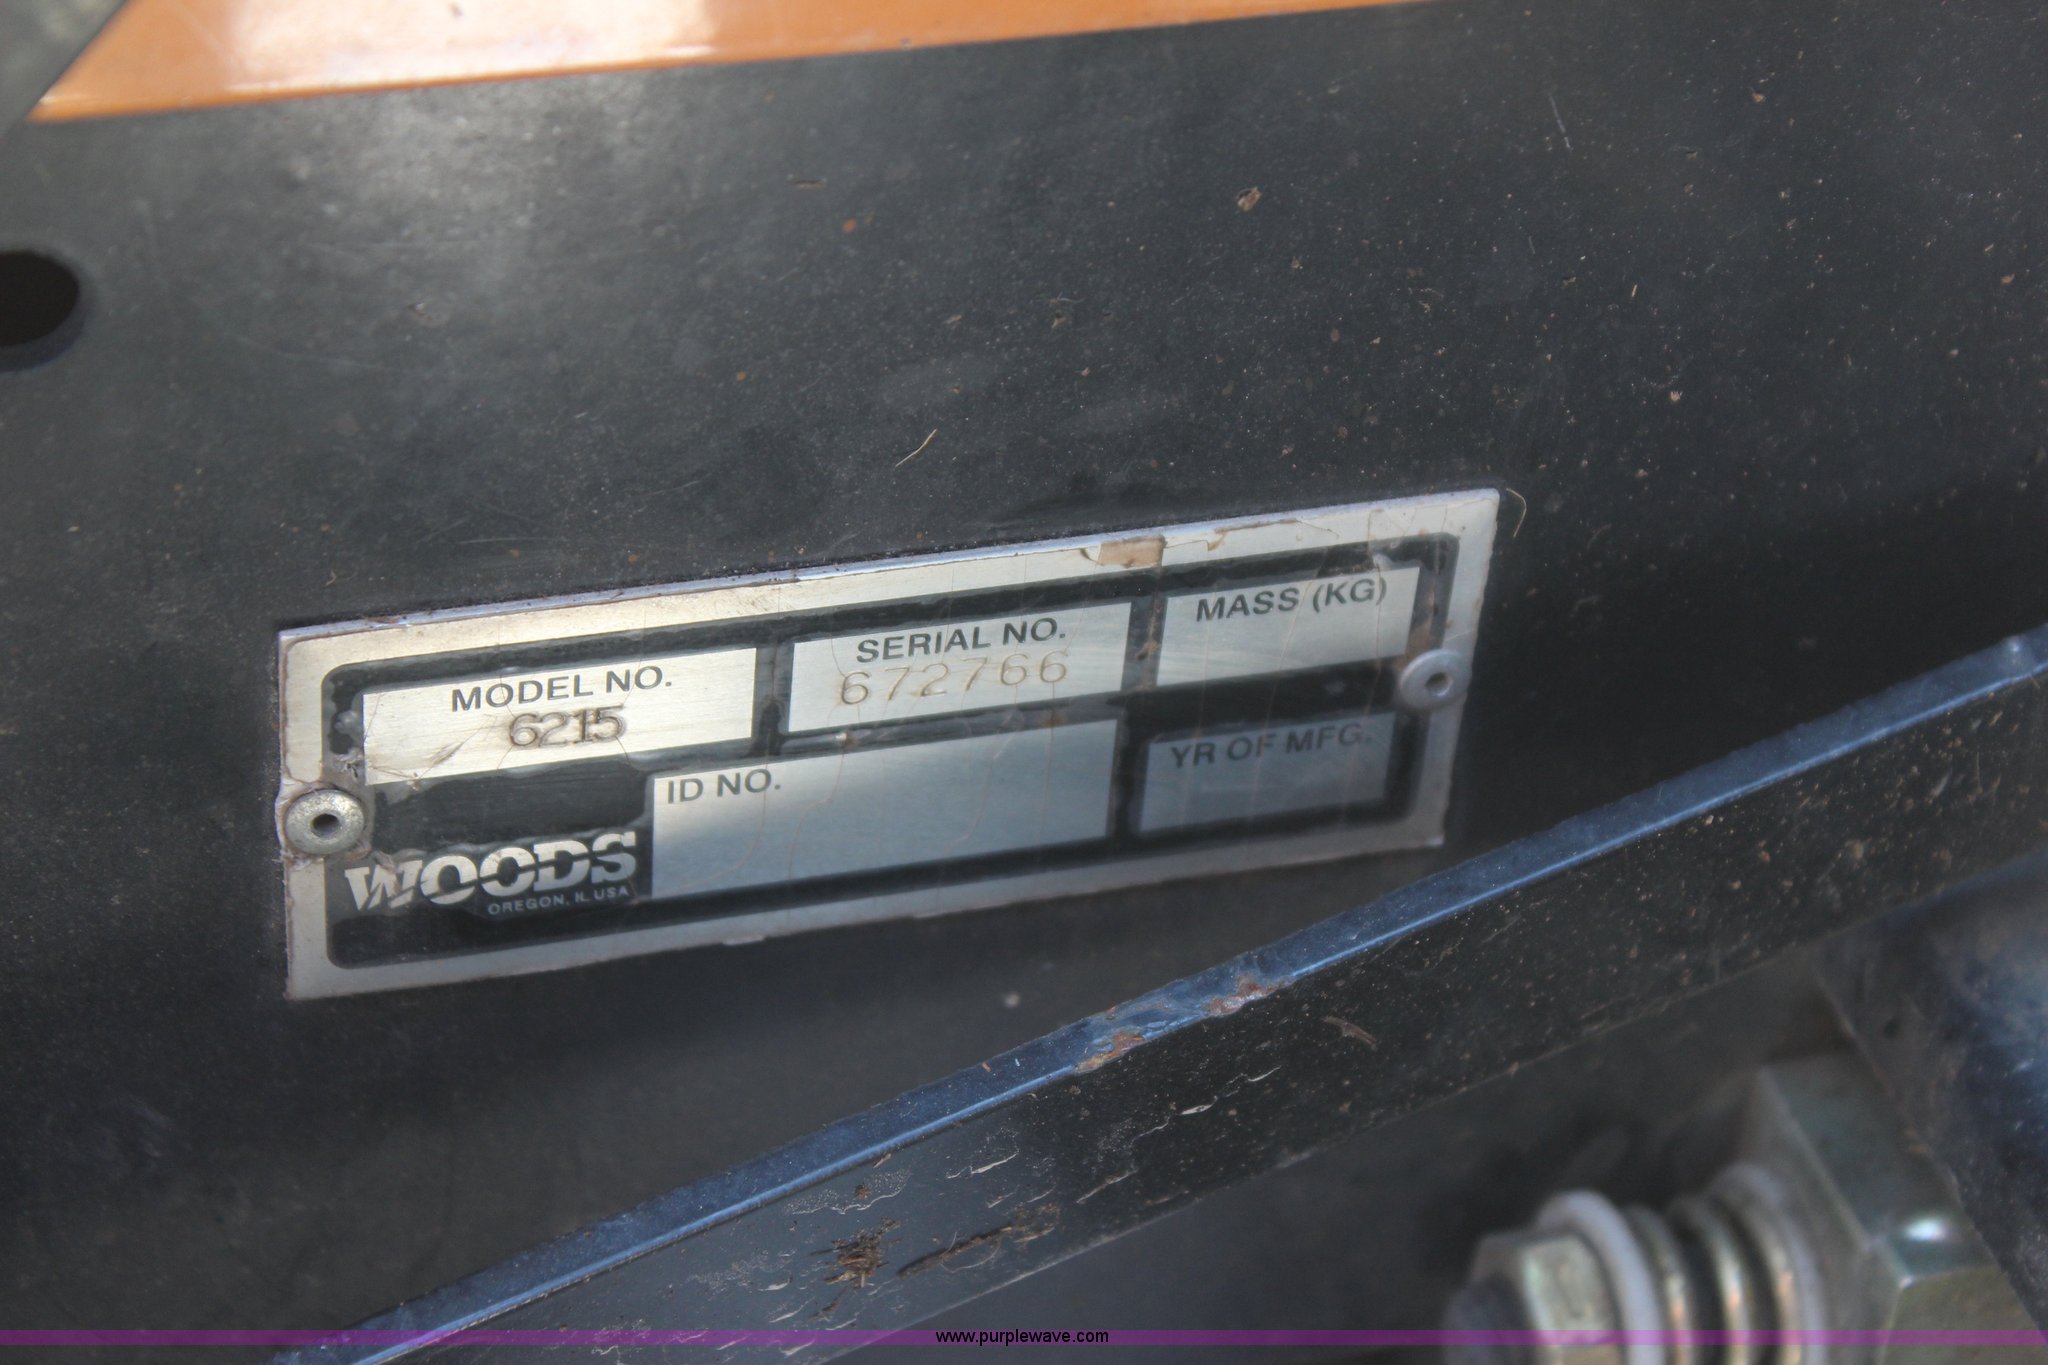 MODEL NO.
6215
SERIAL NO.
672766
MASS (KG)
WOODS
OREGON, IL USA
ID NO.
YR OF MFG.
www.purplewave.com